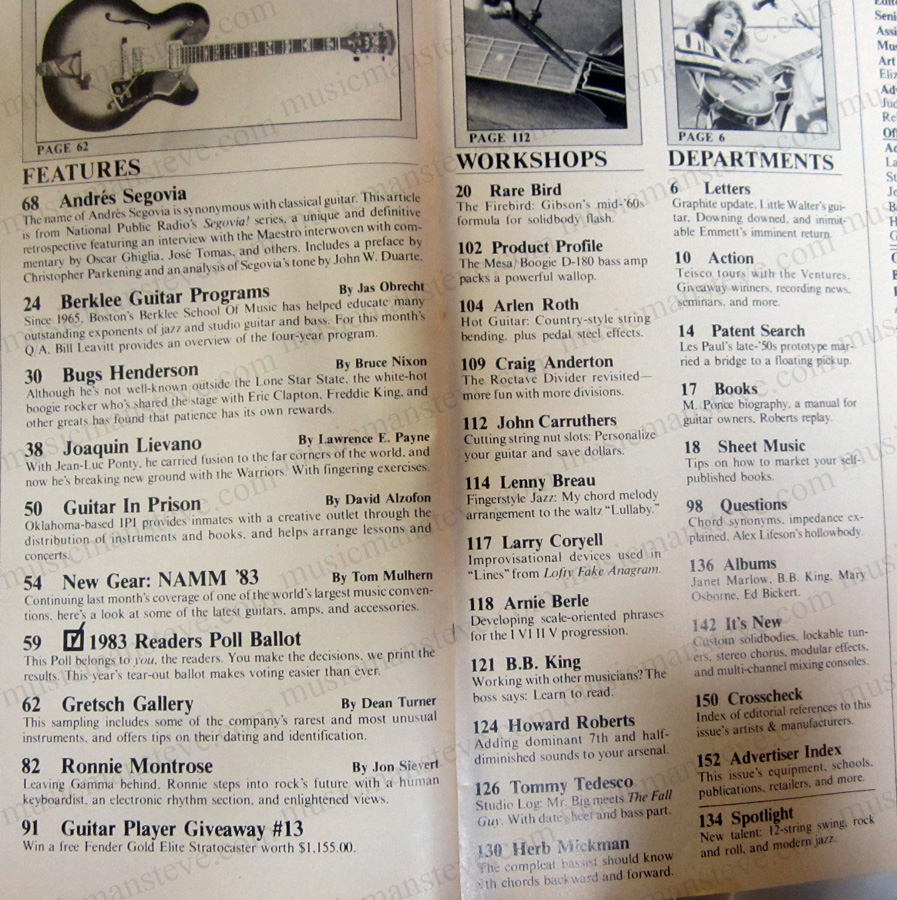 PAGE 62
FEATURES
68 Andrés Segovia
The name of Andrés Segovia is synonymous with classical guitar. This article
is from National Public Radio's Segovia! series, a unique and definitive
retrospective featuring an interview with the Maestro interwoven with com-
mentary by Oscar Ghiglia, José Tomas, and others. Includes a preface by
Christopher Parkening and an analysis of Segovia's tone by John W. Duarte.
24 Berklee Guitar Programs By Jas Obrecht
Since 1965, Boston's Berklee School Of Music has helped educate many
outstanding exponents of jazz and studio guitar and bass. For this month's
Q/A, Bill Leavitt provides an overview of the four-year program.
30 Bugs Henderson By Bruce Nixon
Although he's not well-known outside the Lone Star State, the white-hot
boogie rocker who's shared the stage with Eric Clapton, Freddie King, and
other greats has found that patience has its own rewards.
38 Joaquin Lievano By Lawrence E. Payne
With Jean-Luc Ponty, he carried fusion to the far corners of the world, and
now he's breaking new ground with the Warriors. With fingering exercises.
50 Guitar In Prison By David Alzofon
Oklahoma-based IPI provides inmates with a creative outlet through the
distribution of instruments and books, and helps arrange lessons and
concerts.
54 New Gear: NAMM '83 By Tom Mulhern
Continuing last month's coverage of one of the world's largest music conven-
tions, here's a look at some of the latest guitars, amps, and accessories.
59 1983 Readers Poll Ballot
This Poll belongs to you, the readers. You make the decisions, we print the
results. This year's tear-out ballot makes voting easier than ever.
62 Gretsch Gallery By Dean Turner
This sampling includes some of the company's rarest and most unusual
instruments, and offers tips on their dating and identification.
82 Ronnie Montrose By Jon Sievert
Leaving Gamma behind, Ronnie steps into rock's future with a human
keyboardist, an electronic rhythm section, and enlightened views.
91 Guitar Player Giveaway #13
Win a free Fender Gold Elite Stratocaster worth $1,155.00.
PAGE 112
WORKSHOPS
20 Rare Bird
The Firebird: Gibson's mid-'60s
formula for solidbody flash.
102 Product Profile
The Mesa/Boogie D-180 bass amp
packs a powerful wallop.
104 Arlen Roth
Hot Guitar: Country-style string
bending, plus pedal steel effects.
109 Craig Anderton
The Roctave Divider revisited—
more fun with more divisions.
112 John Carruthers
Cutting string nut slots: Personalize
your guitar and save dollars.
114 Lenny Breau
Fingerstyle Jazz: My chord melody
arrangement to the waltz "Lullaby."
117 Larry Coryell
Improvisational devices used in
"Lines" from Lofty Fake Anagram.
118 Arnie Berle
Developing scale-oriented phrases
for the I VI II V progression.
121 B.B. King
Working with other musicians? The
boss says: Learn to read.
124 Howard Roberts
Adding dominant 7th and half-
diminished sounds to your arsenal.
126 Tommy Tedesco
Studio Log: Mr. Big meets The Fall
Guy. With date sheet and bass part.
130 Herb Mickman
The compleat bassist should know
7th chords backward and forward.
PAGE 6
DEPARTMENTS
6 Letters
Graphite update, Little Walter's gui-
tar, Downing downed, and inimit-
able Emmett's imminent return.
10 Action
Teisco tours with the Ventures,
Giveaway winners, recording news,
seminars, and more.
14 Patent Search
Les Paul's late-'50s prototype mar-
ried a bridge to a floating pickup.
17 Books
M. Ponce biography, a manual for
guitar owners, Roberts replay.
18 Sheet Music
Tips on how to market your self-
published books.
98 Questions
Chord synonyms, impedance ex-
plained, Alex Lifeson's hollowbody.
136 Albums
Janet Marlow, B.B. King, Mary
Osborne, Ed Bickert.
142 It's New
Custom solidbodies, lockable tun-
ers, stereo chorus, modular effects,
and multi-channel mixing consoles.
150 Crosscheck
Index of editorial references to this
issue's artists & manufacturers.
152 Advertiser Index
This issue's equipment, schools,
publications, retailers, and more.
134 Spotlight
New talent: 12-string swing, rock
and roll, and modern jazz.
musicmansteve.com